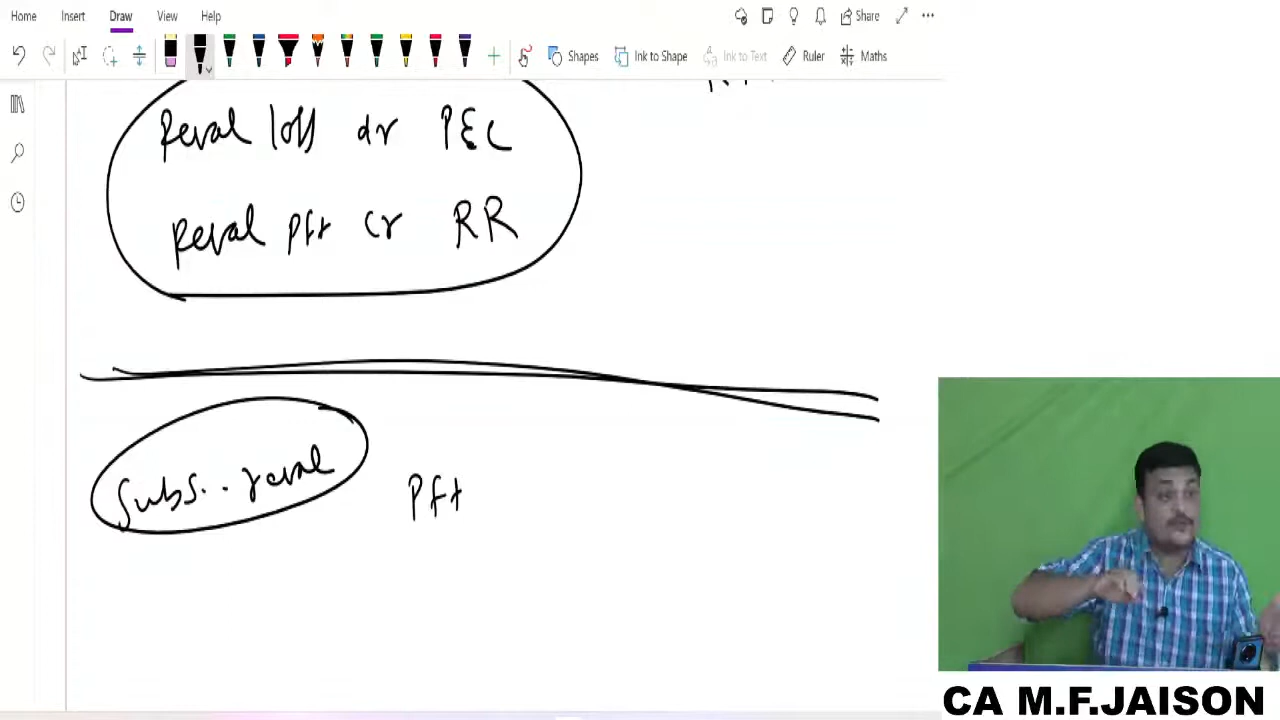 Home Insert Draw View Help Share
Shapes Ink to Shape Ink to Text Ruler Maths
Reval loss dr PEL
Reval pft cr RR
Subs.. reval pft
CA M.F.JAISON